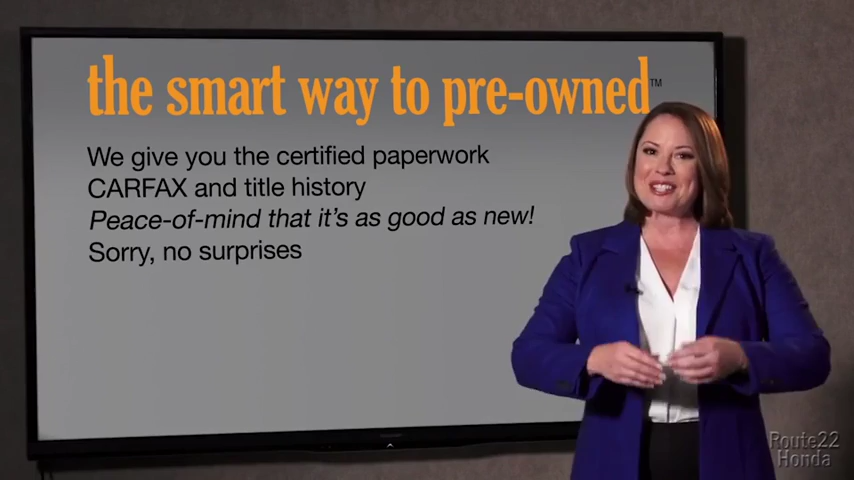 the smart way to pre-owned™
We give you the certified paperwork
CARFAX and title history
Peace-of-mind that it's as good as new!
Sorry, no surprises
Route22
Honda